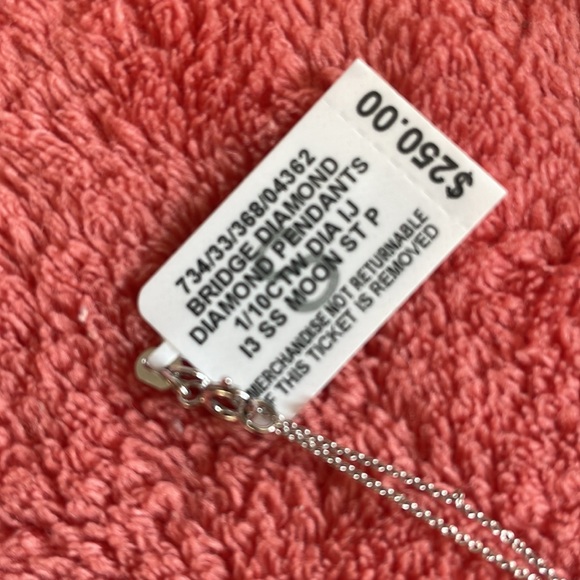 734/33/368/04362
BRIDGE DIAMOND
DIAMOND PENDANTS
1/10CTW DIA IJ
I3 SS MOON ST P
MERCHANDISE NOT RETURNABLE
IF THIS TICKET IS REMOVED
$250.00